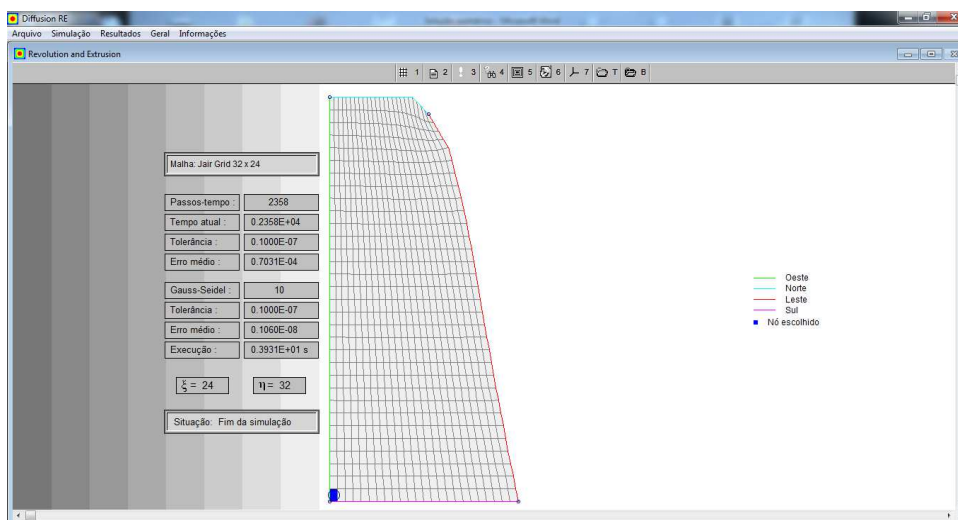 Diffusion RE
Arquivo Simulação Resultados Geral Informações
Revolution and Extrusion
1 2 3 4 5 6 7 T B
Malha: Jair Grid 32 x 24
Passos-tempo : 2358
Tempo atual : 0.2358E+04
Tolerância : 0.1000E-07
Erro médio : 0.7031E-04
Gauss-Seidel : 10
Tolerância : 0.1000E-07
Erro médio : 0.1060E-08
Execução : 0.3931E+01 s
ξ = 24 η = 32
Situação: Fim da simulação
Oeste
Norte
Leste
Sul
Nó escolhido